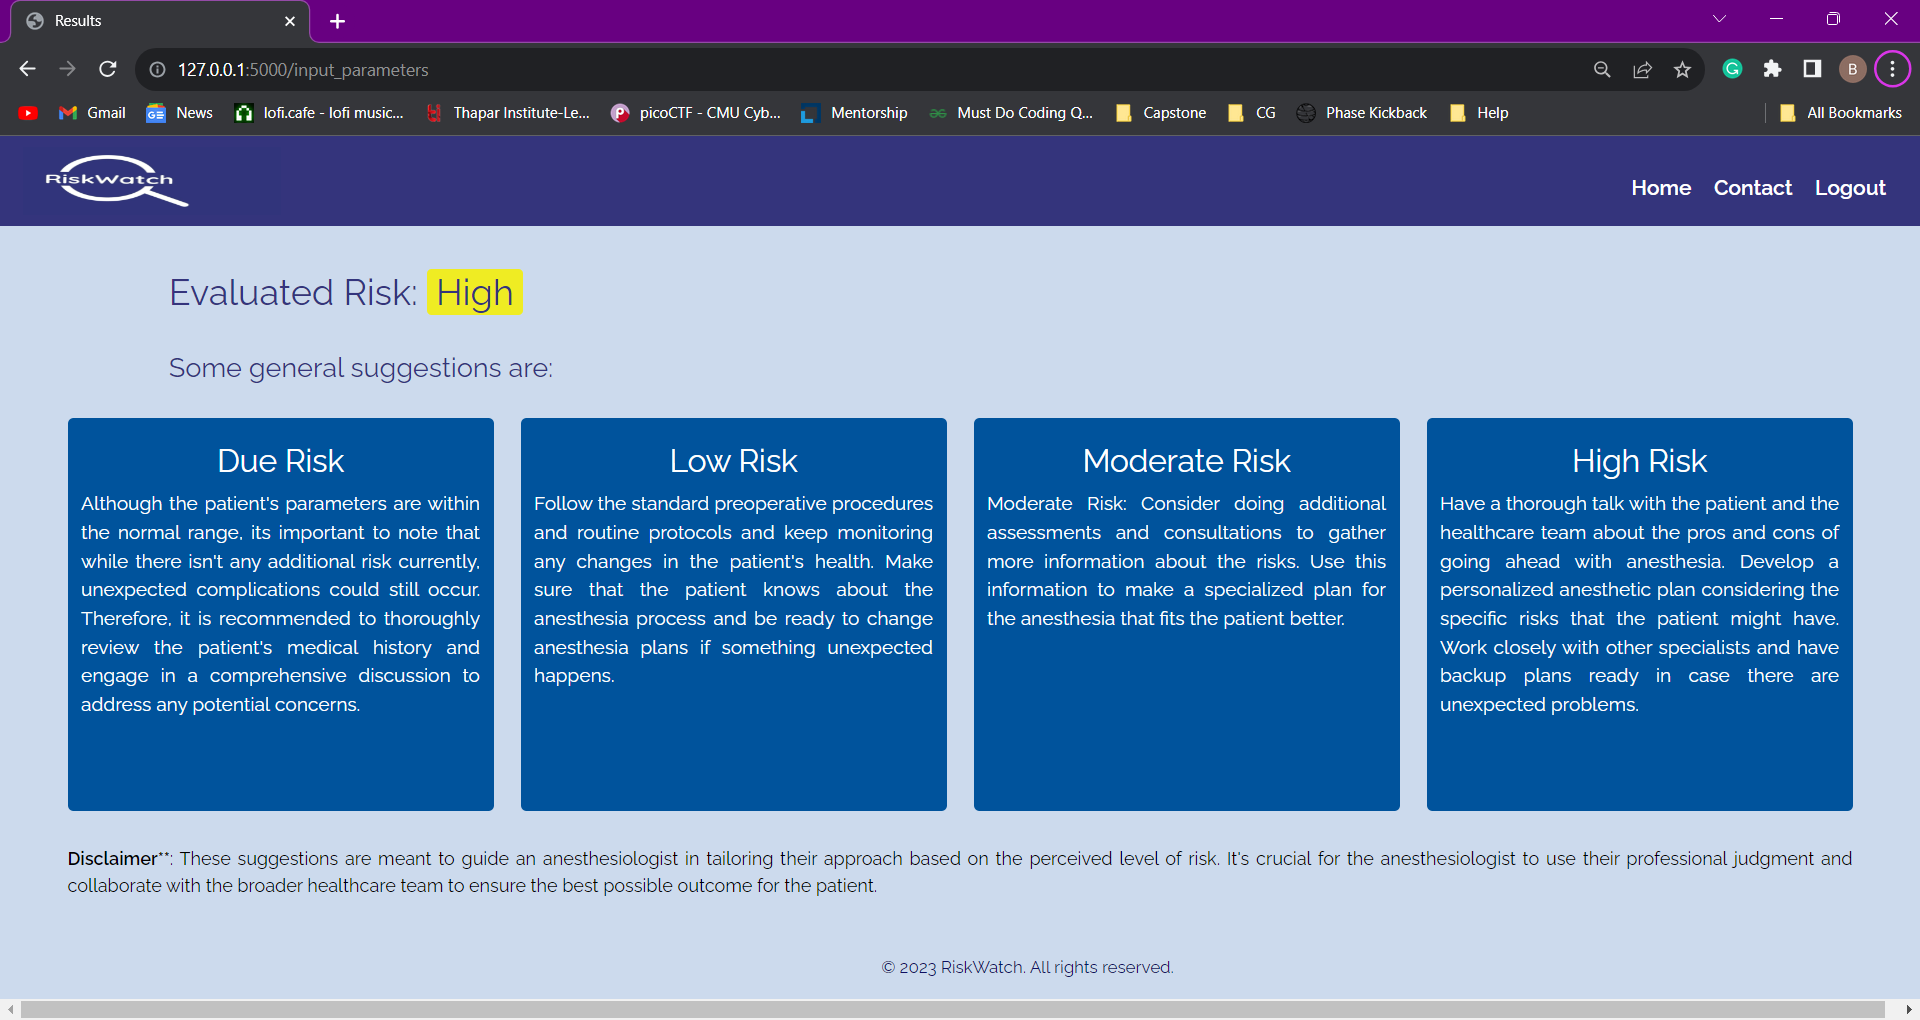 Results
127.0.0.1:5000/input_parameters
B
Gmail
News
lofi.cafe - lofi music...
Thapar Institute-Le...
picoCTF - CMU Cyb...
Mentorship
Must Do Coding Q...
Capstone
CG
Phase Kickback
Help
All Bookmarks
RiskWatch
Home Contact Logout
Evaluated Risk: High
Some general suggestions are:
Due Risk
Although the patient's parameters are within
the normal range, its important to note that
while there isn't any additional risk currently,
unexpected complications could still occur.
Therefore, it is recommended to thoroughly
review the patient's medical history and
engage in a comprehensive discussion to
address any potential concerns.
Low Risk
Follow the standard preoperative procedures
and routine protocols and keep monitoring
any changes in the patient's health. Make
sure that the patient knows about the
anesthesia process and be ready to change
anesthesia plans if something unexpected
happens.
Moderate Risk
Moderate Risk: Consider doing additional
assessments and consultations to gather
more information about the risks. Use this
information to make a specialized plan for
the anesthesia that fits the patient better.
High Risk
Have a thorough talk with the patient and the
healthcare team about the pros and cons of
going ahead with anesthesia. Develop a
personalized anesthetic plan considering the
specific risks that the patient might have.
Work closely with other specialists and have
backup plans ready in case there are
unexpected problems.
Disclaimer**: These suggestions are meant to guide an anesthesiologist in tailoring their approach based on the perceived level of risk. It's crucial for the anesthesiologist to use their professional judgment and
collaborate with the broader healthcare team to ensure the best possible outcome for the patient.
© 2023 RiskWatch. All rights reserved.